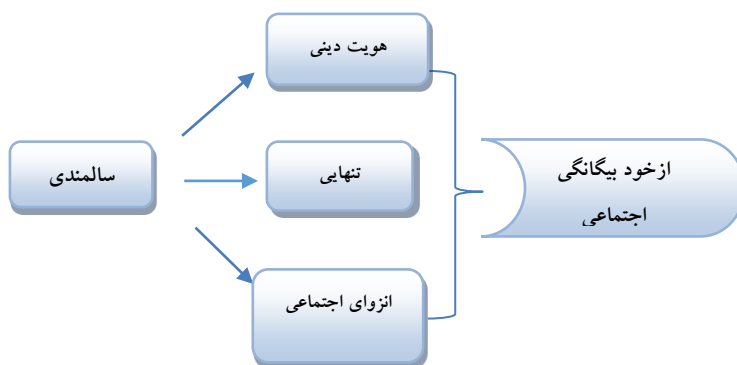 هویت دینی
تنهایی
سالمندی
انزوای اجتماعی
ازخود بیگانگی
اجتماعی